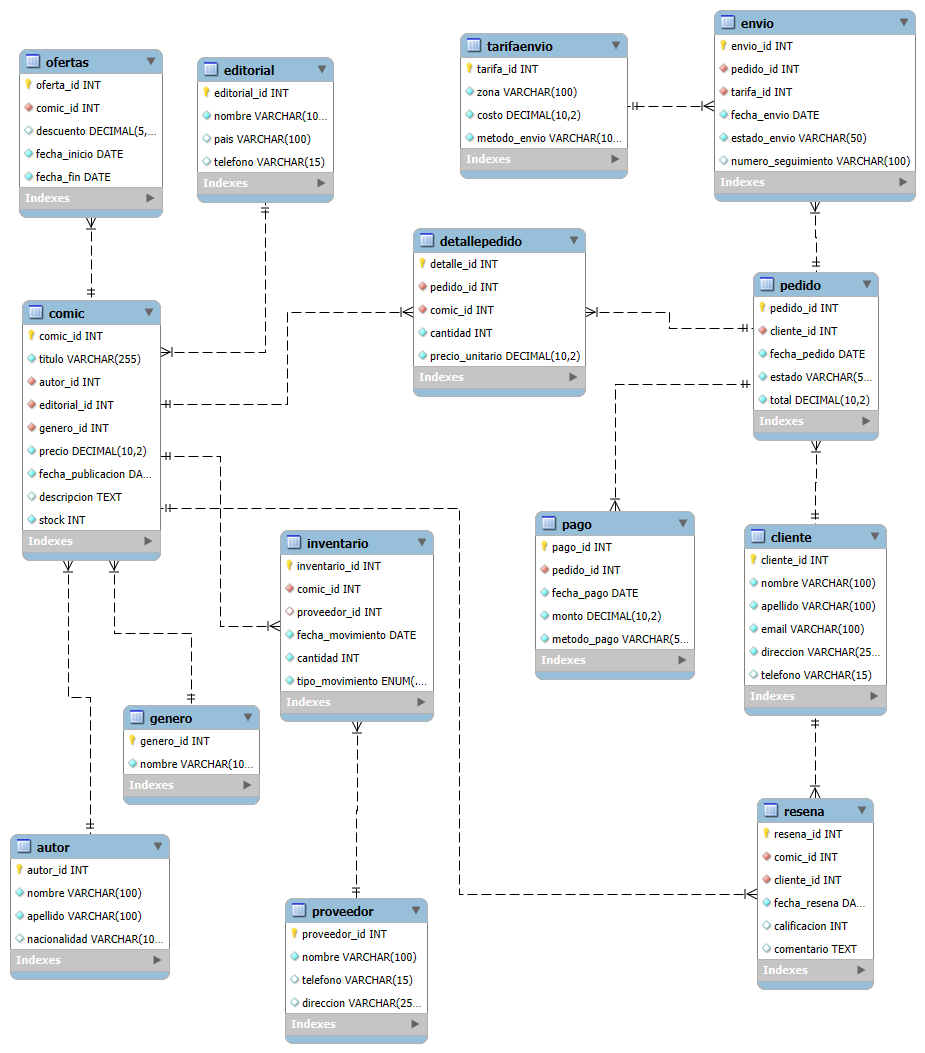 ofertas
oferta_id INT
comic_id INT
descuento DECIMAL(5,...
fecha_inicio DATE
fecha_fin DATE
Indexes
editorial
editorial_id INT
nombre VARCHAR(10...
pais VARCHAR(100)
telefono VARCHAR(15)
Indexes
tarifaenvio
tarifa_id INT
zona VARCHAR(100)
costo DECIMAL(10,2)
metodo_envio VARCHAR(10...
Indexes
envio
envio_id INT
pedido_id INT
tarifa_id INT
fecha_envio DATE
estado_envio VARCHAR(50)
numero_seguimiento VARCHAR(100)
Indexes
detallepedido
detalle_id INT
pedido_id INT
comic_id INT
cantidad INT
precio_unitario DECIMAL(10,2)
Indexes
pedido
pedido_id INT
cliente_id INT
fecha_pedido DATE
estado VARCHAR(5...
total DECIMAL(10,2)
Indexes
comic
comic_id INT
titulo VARCHAR(255)
autor_id INT
editorial_id INT
genero_id INT
precio DECIMAL(10,2)
fecha_publicacion DA...
descripcion TEXT
stock INT
Indexes
pago
pago_id INT
pedido_id INT
fecha_pago DATE
monto DECIMAL(10,2)
metodo_pago VARCHAR(5...
Indexes
cliente
cliente_id INT
nombre VARCHAR(100)
apellido VARCHAR(100)
email VARCHAR(100)
direccion VARCHAR(25...
telefono VARCHAR(15)
Indexes
inventario
inventario_id INT
comic_id INT
proveedor_id INT
fecha_movimiento DATE
cantidad INT
tipo_movimiento ENUM(...
Indexes
genero
genero_id INT
nombre VARCHAR(10...
Indexes
autor
autor_id INT
nombre VARCHAR(100)
apellido VARCHAR(100)
nacionalidad VARCHAR(10...
Indexes
proveedor
proveedor_id INT
nombre VARCHAR(100)
telefono VARCHAR(15)
direccion VARCHAR(25...
Indexes
resena
resena_id INT
comic_id INT
cliente_id INT
fecha_resena DA...
calificacion INT
comentario TEXT
Indexes